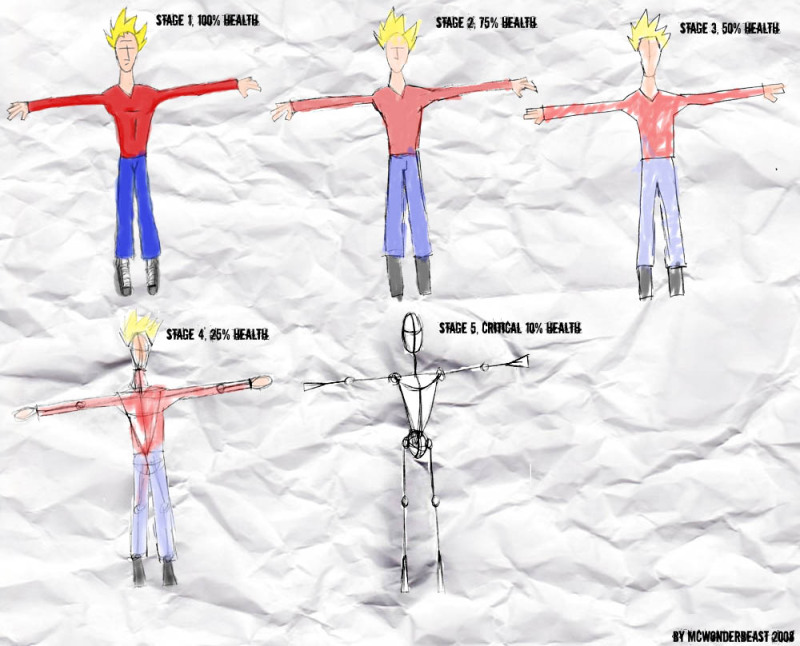 STAGE 1, 100% HEALTH
STAGE 2, 75% HEALTH
STAGE 3, 50% HEALTH
STAGE 4, 25% HEALTH
STAGE 5, CRITICAL 10% HEALTH
BY MCWONDERBEAST 2008